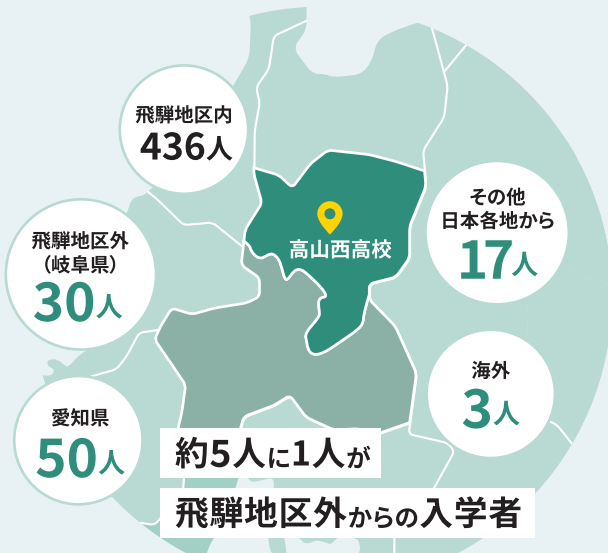 飛騨地区内
436人
飛騨地区外
（岐阜県）
30人
愛知県
50人
高山西高校
その他
日本各地から
17人
海外
3人
約5人に1人が
飛騨地区外からの入学者